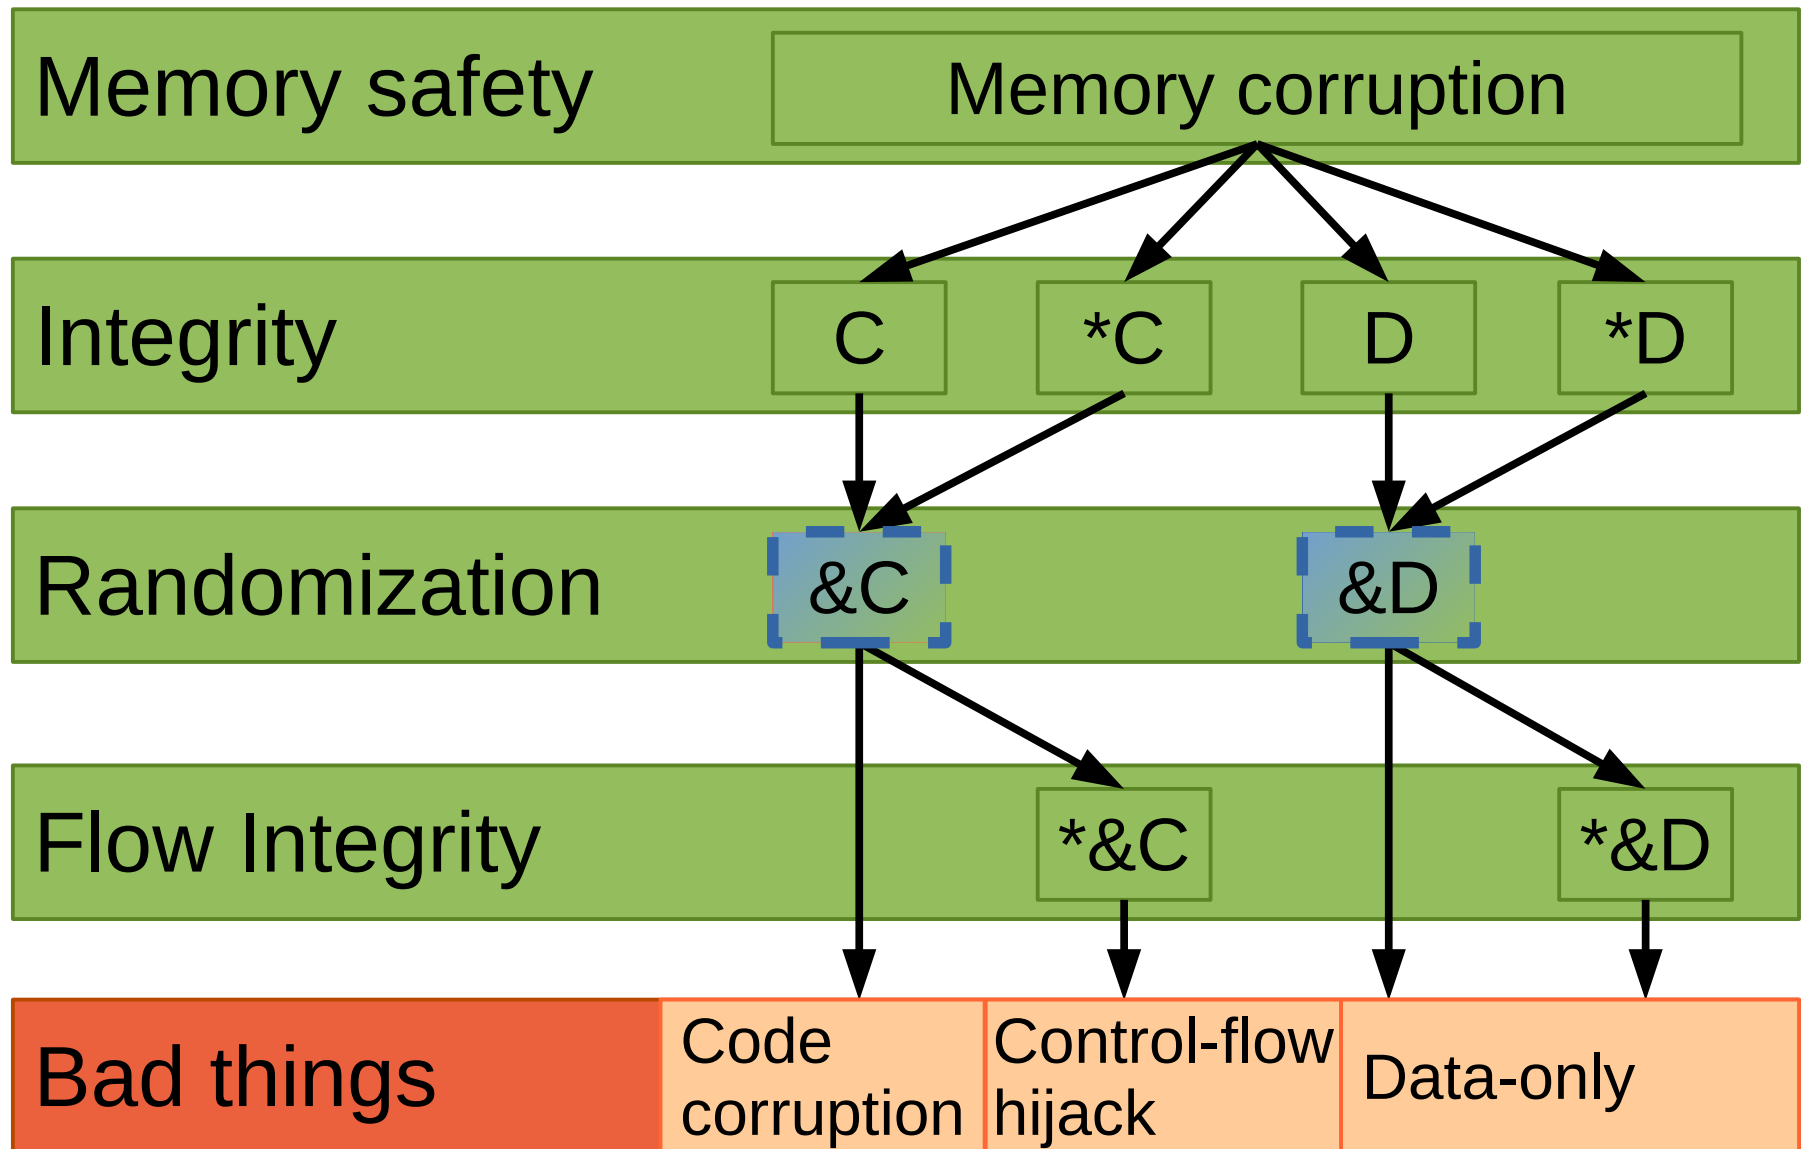 Memory safety
Memory corruption
Integrity
C
*C
D
*D
Randomization
&C
&D
Flow Integrity
*&C
*&D
Bad things
Code
corruption
Control-flow
hijack
Data-only